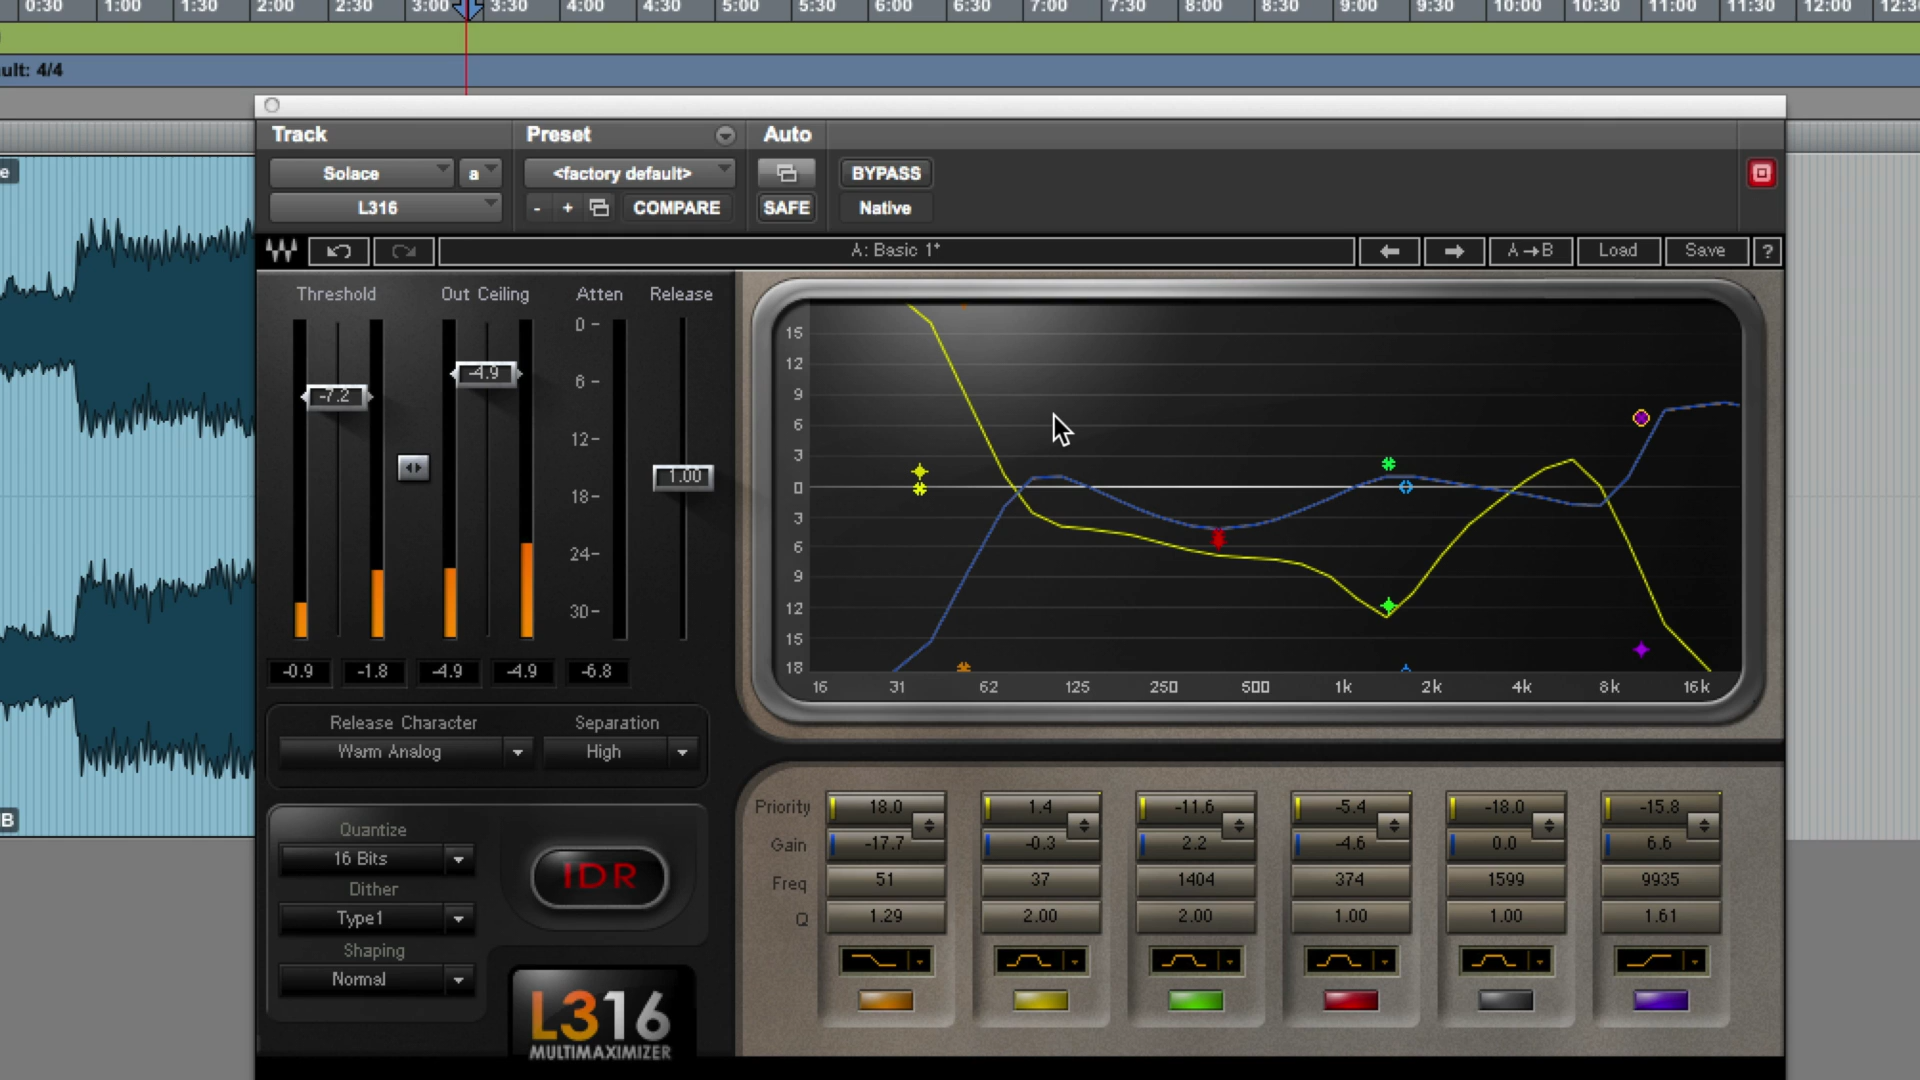 0:30 1:00 1:30 2:00 2:30 3:00 3:30 4:00 4:30 5:00 5:30 6:00 6:30 7:00 7:30 8:00 8:30 9:00 9:30 10:00 10:30 11:00 11:30 12:00 12:3
ult: 4/4
Track Preset Auto
e Solace a <factory default> BYPASS
L316 - + COMPARE SAFE Native
A: Basic 1* A→B Load Save ?
Threshold Out Ceiling Atten Release
0
6
12
18
24
30
-7.2 -4.9 1.00
-0.9 -1.8 -4.9 -4.9 -6.8
15
12
9
6
3
0
3
6
9
12
15
18
16 31 62 125 250 500 1k 2k 4k 8k 16k
Release Character Separation
Warm Analog High
B
Quantize
16 Bits
Dither
Type1
Shaping
Normal
IDR
L316
MULTIMAXIMIZER
Priority 18.0 1.4 -11.6 -5.4 -18.0 -15.8
Gain -17.7 -0.3 2.2 -4.6 0.0 6.6
Freq 51 37 1404 374 1599 9935
Q 1.29 2.00 2.00 1.00 1.00 1.61